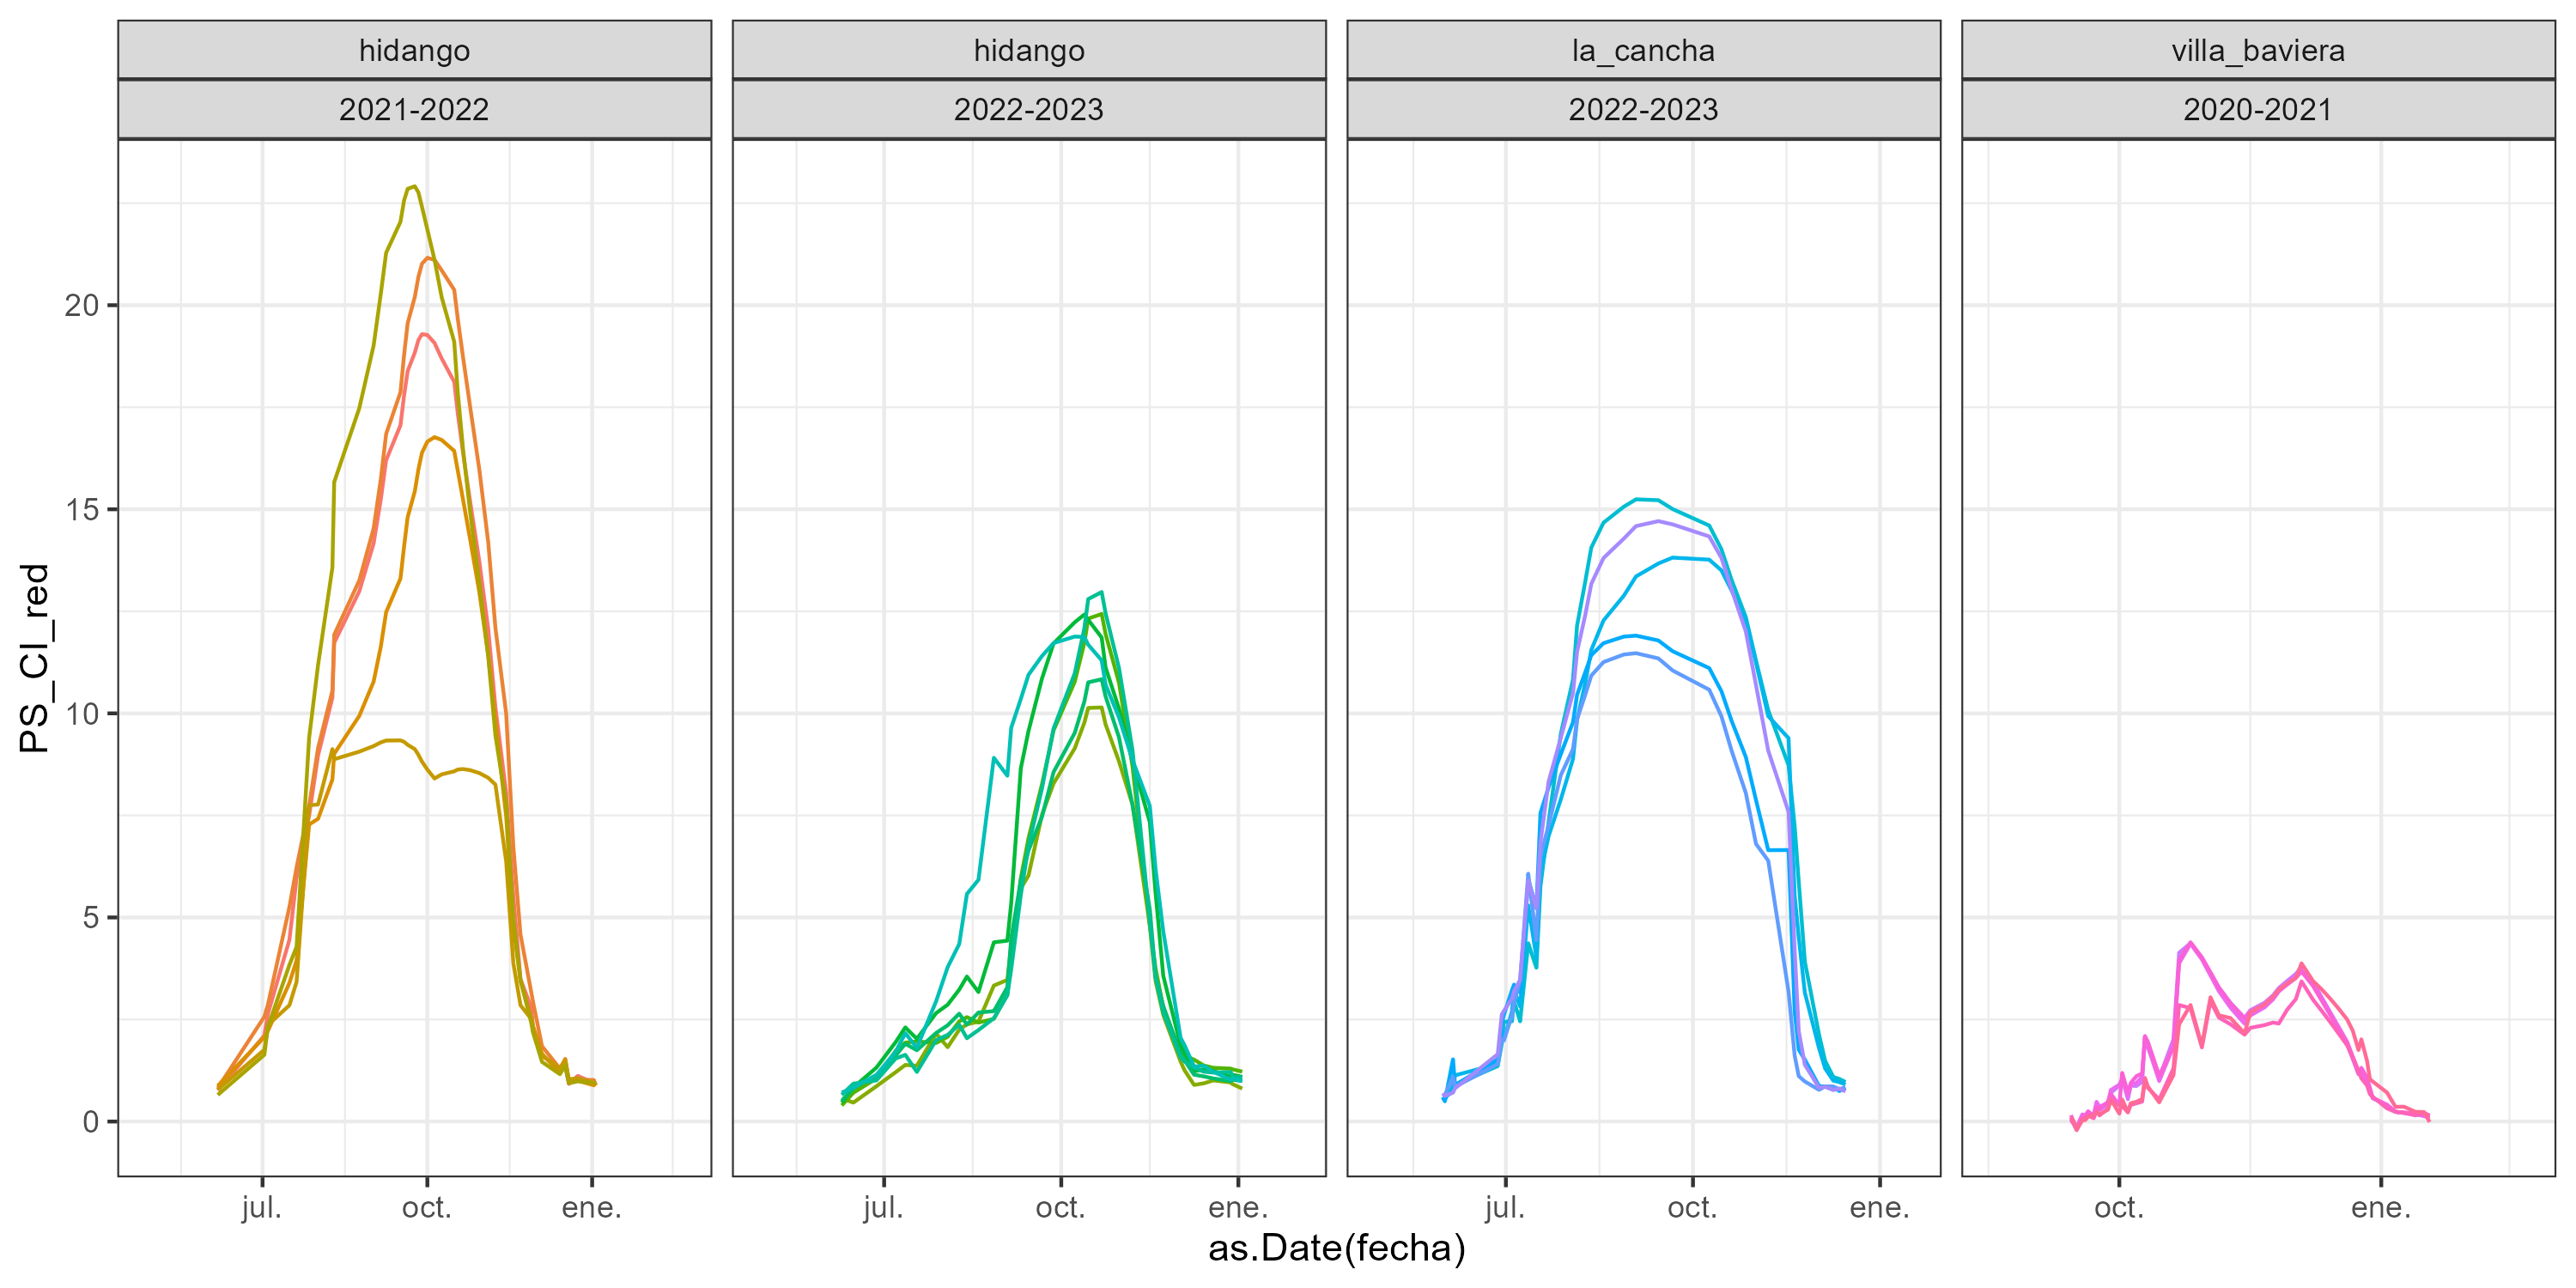 hidango
hidango
la_cancha
villa_baviera
2021-2022
2022-2023
2022-2023
2020-2021
PS_CI_red
20
15
10
5
0
jul.
oct.
ene.
jul.
oct.
ene.
jul.
oct.
ene.
oct.
ene.
as.Date(fecha)